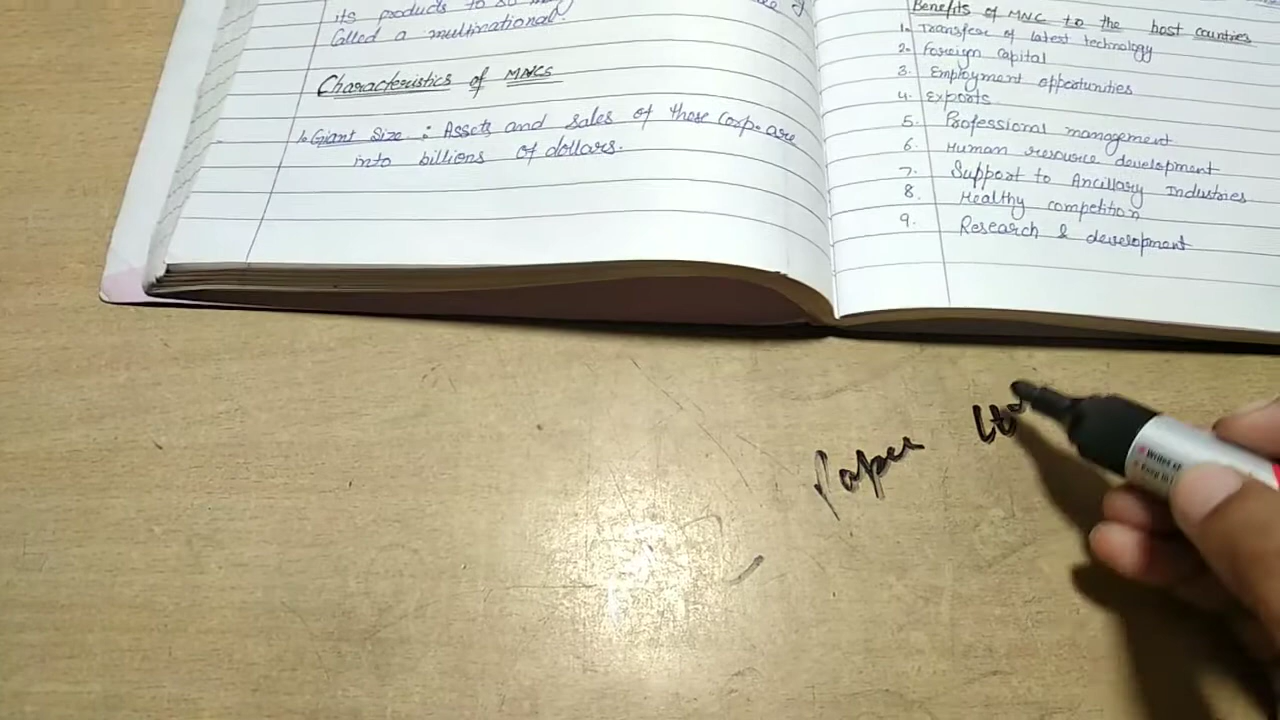 its products to
Called a multinational.
Characteristics of MNCS
1. Giant Size : Assets and sales of these Corp. are
into billions of dollars.
Benefits of MNC to the host countries
1. Transfer of latest technology
2. Foreign capital
3. Employment opportunities
4. Exports
5. Professional management
6. Human resource development
7. Support to Ancillary Industries
8. Healthy competition
9. Research & development
Paper